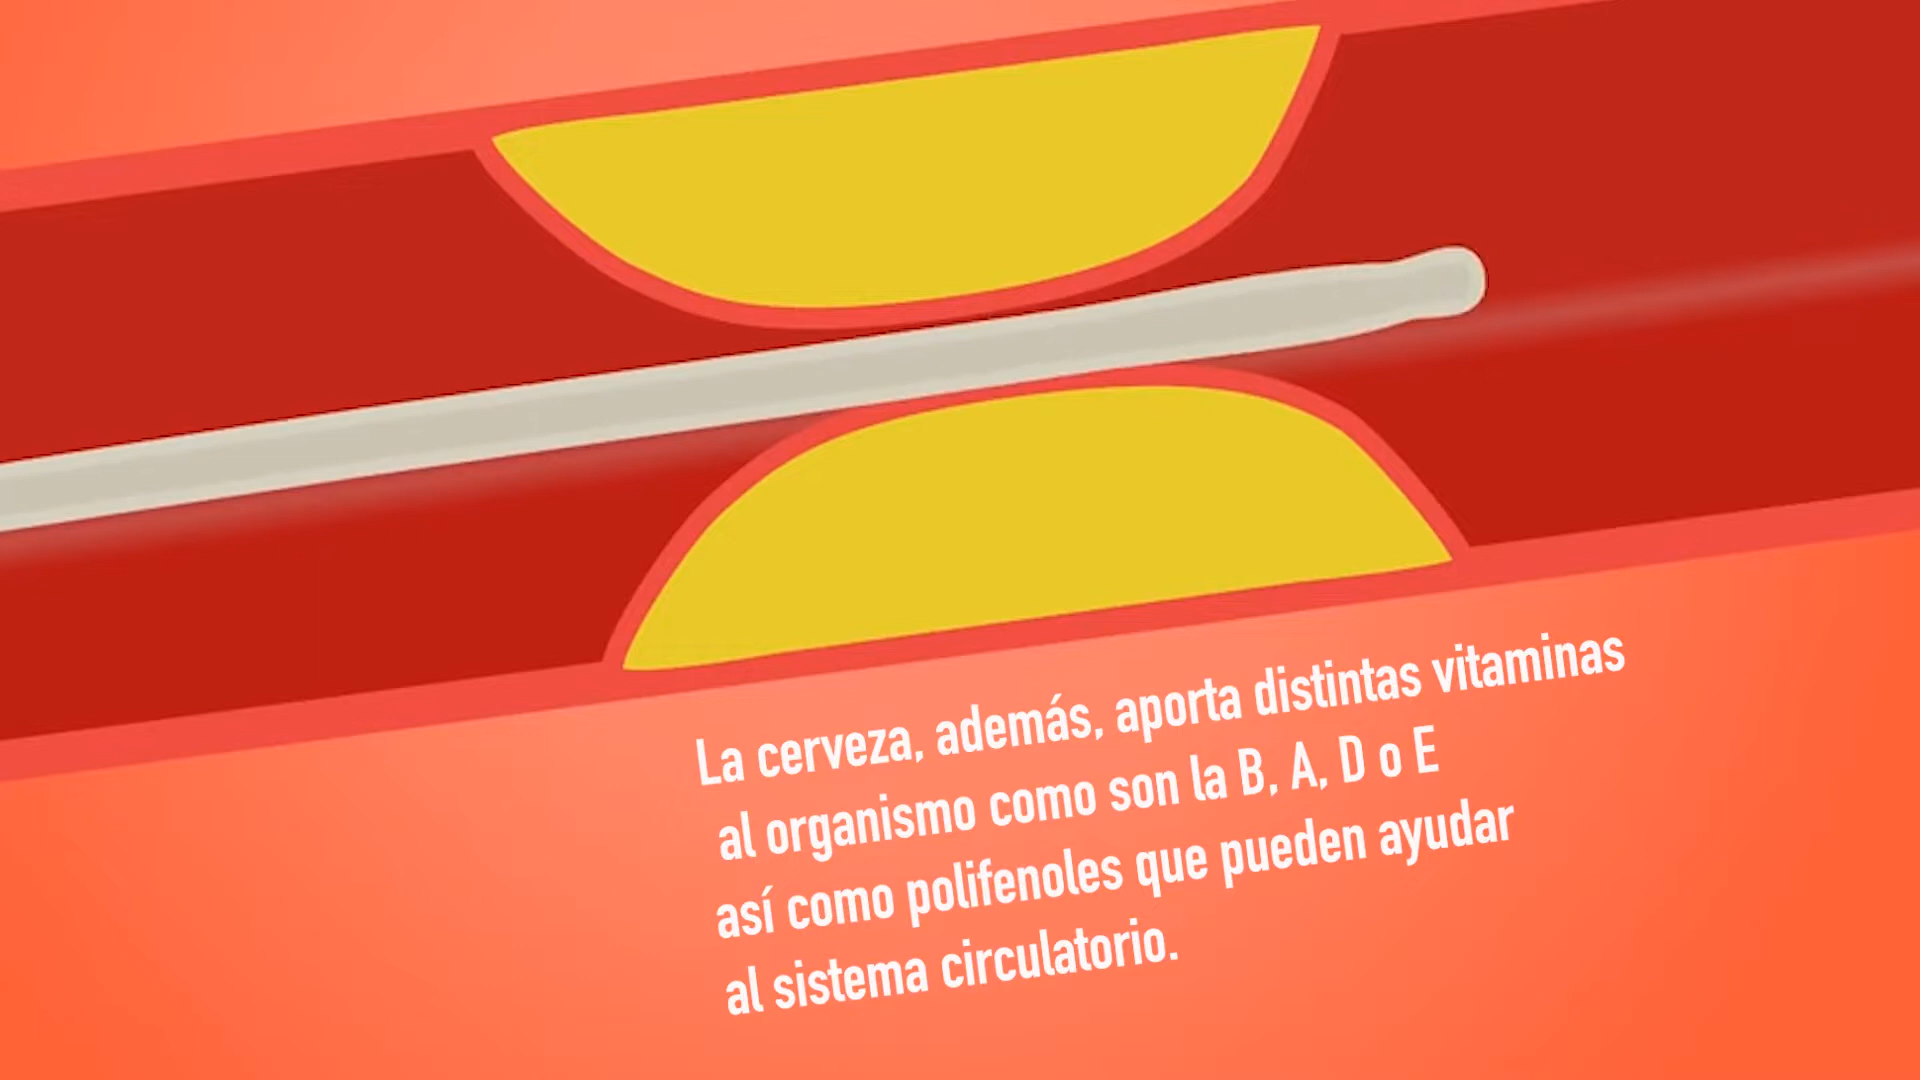 La cerveza, además, aporta distintas vitaminas
al organismo como son la B, A, D o E
así como polifenoles que pueden ayudar
al sistema circulatorio.